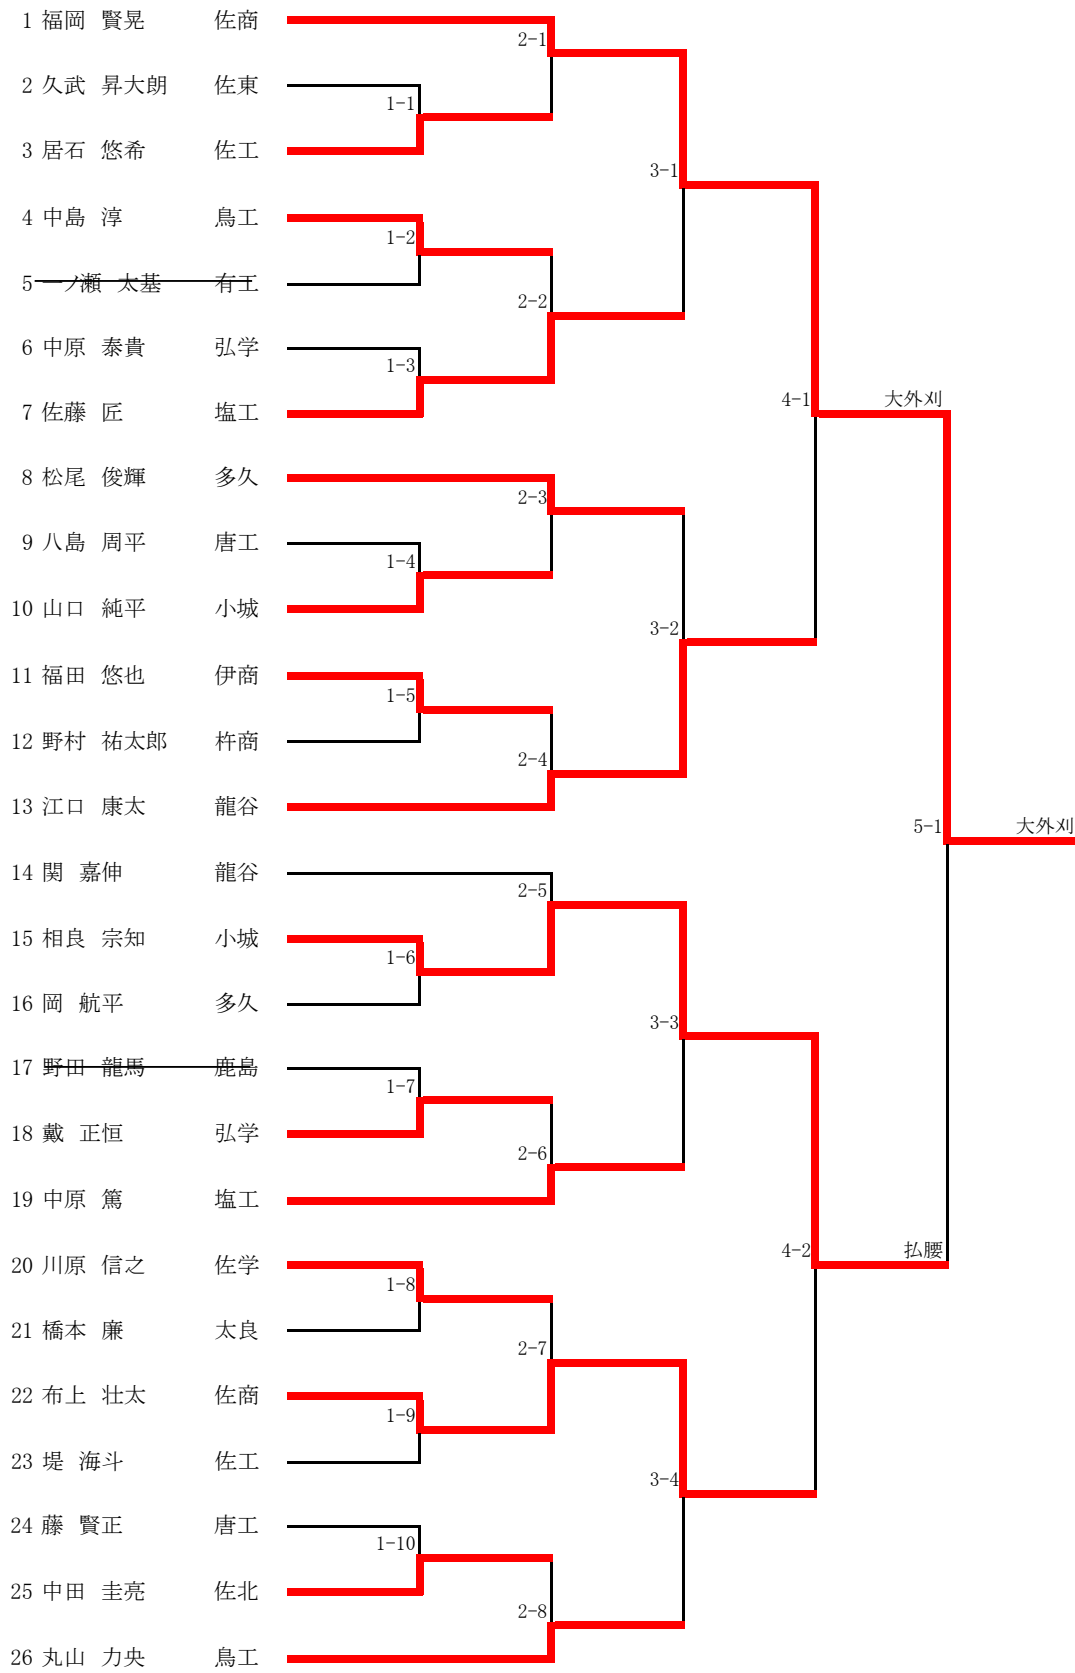 1 福岡 賢晃 佐商
2-1
2 久武 昇大朗 佐東
1-1
3 居石 悠希 佐工
3-1
4 中島 淳 鳥工
1-2
5 一ノ瀬 太基 有工
2-2
6 中原 泰貴 弘学
1-3
7 佐藤 匠 塩工
4-1 大外刈
8 松尾 俊輝 多久
2-3
9 八島 周平 唐工
1-4
10 山口 純平 小城
3-2
11 福田 悠也 伊商
1-5
12 野村 祐太郎 杵商
2-4
13 江口 康太 龍谷
5-1 大外刈
14 関 嘉伸 龍谷
2-5
15 相良 宗知 小城
1-6
16 岡 航平 多久
3-3
17 野田 龍馬 鹿島
1-7
18 戴 正恒 弘学
2-6
19 中原 篤 塩工
4-2 払腰
20 川原 信之 佐学
1-8
21 橋本 廉 太良
2-7
22 布上 壮太 佐商
1-9
23 堤 海斗 佐工
3-4
24 藤 賢正 唐工
1-10
25 中田 圭亮 佐北
2-8
26 丸山 力央 鳥工